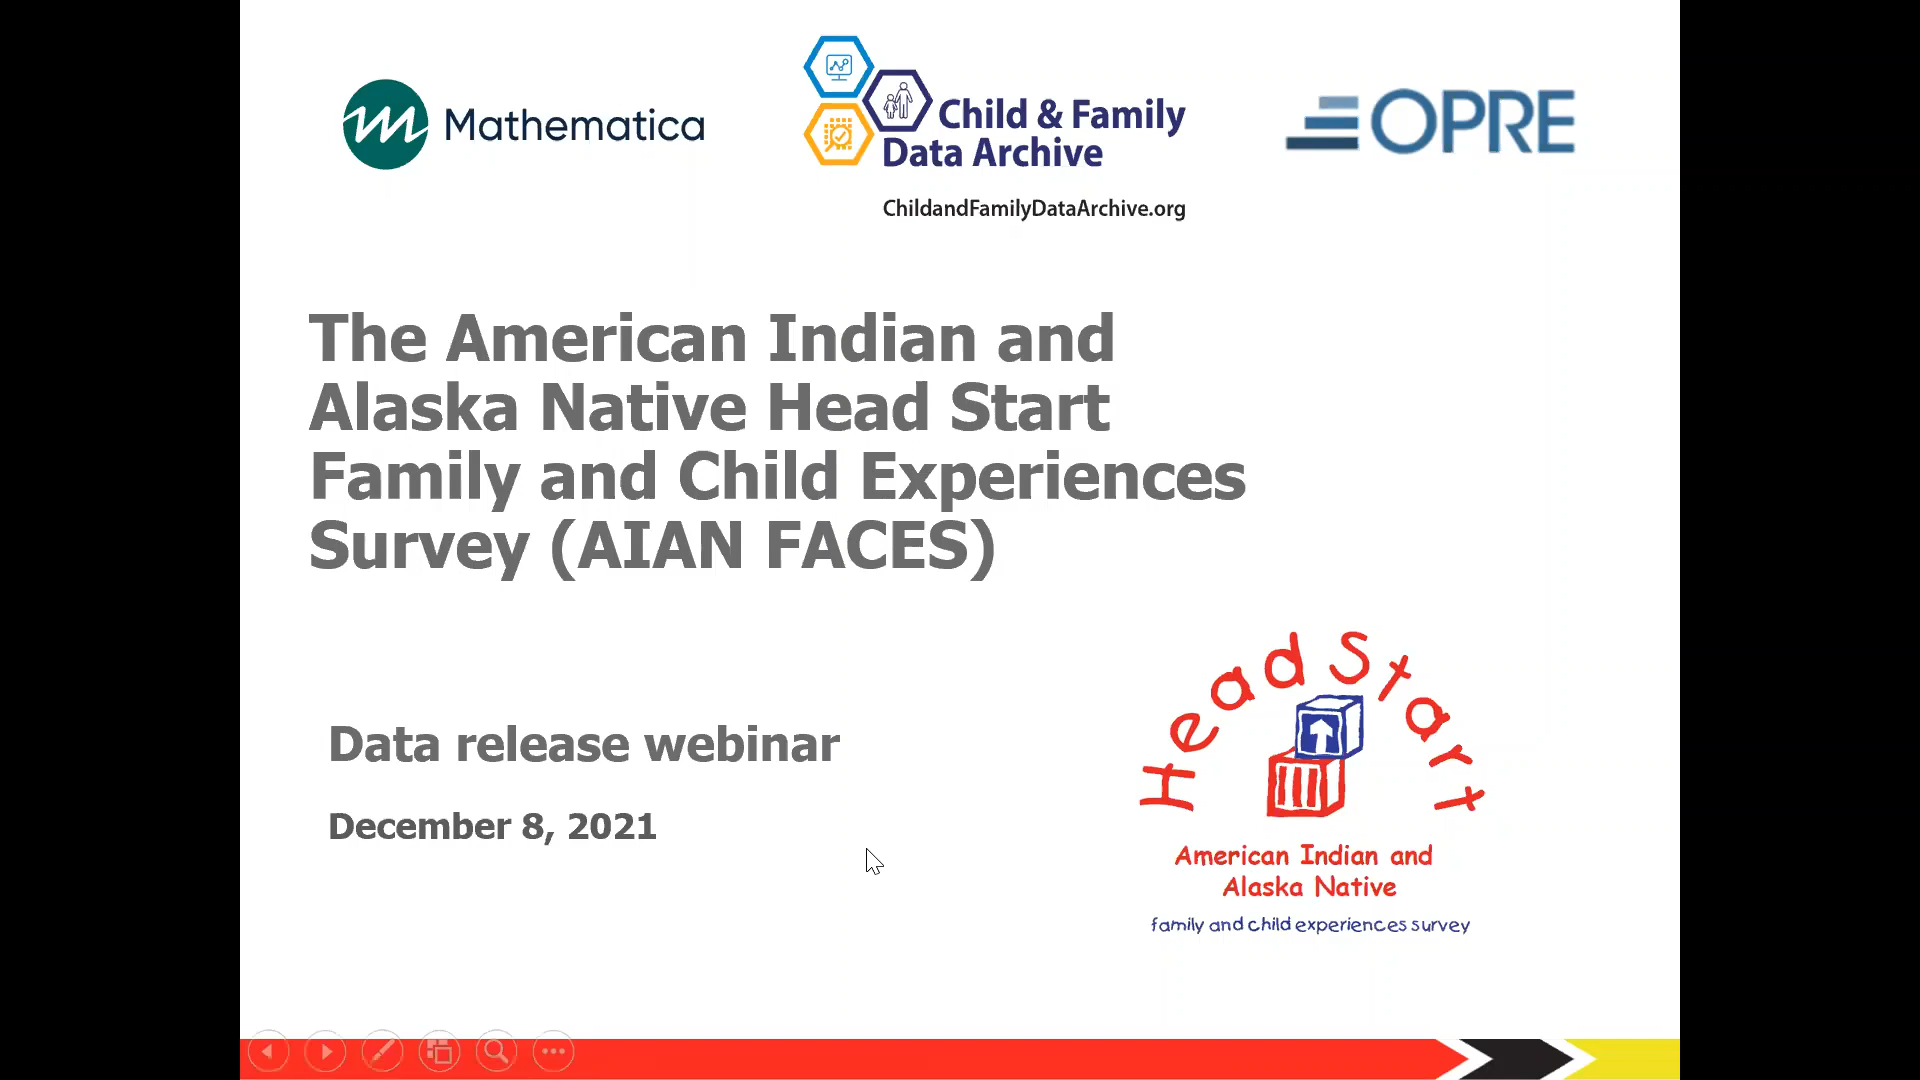 Mathematica
Child & Family
Data Archive
ChildandFamilyDataArchive.org
OPRE
The American Indian and
Alaska Native Head Start
Family and Child Experiences
Survey (AIAN FACES)
Data release webinar
December 8, 2021
Head Start
American Indian and
Alaska Native
family and child experiences survey